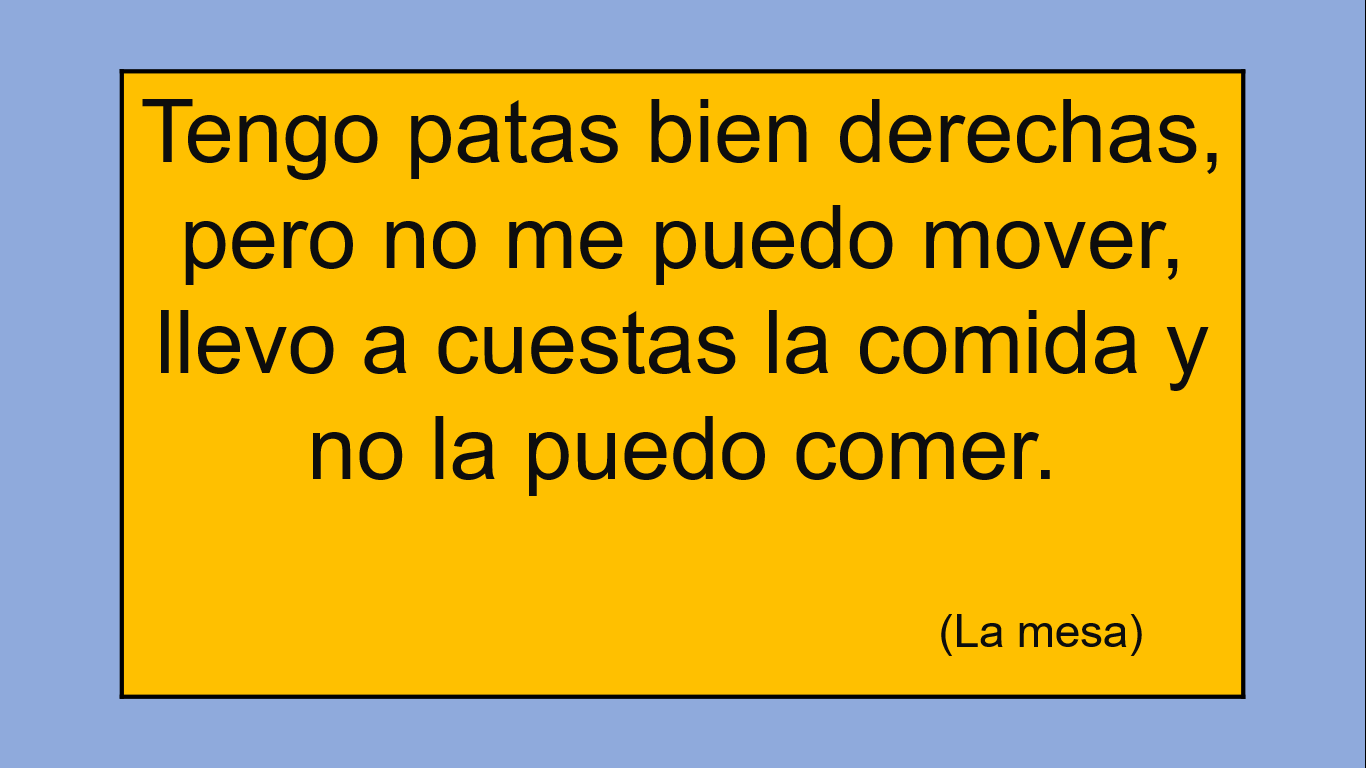 Tengo patas bien derechas,
pero no me puedo mover,
llevo a cuestas la comida y
no la puedo comer.
(La mesa)